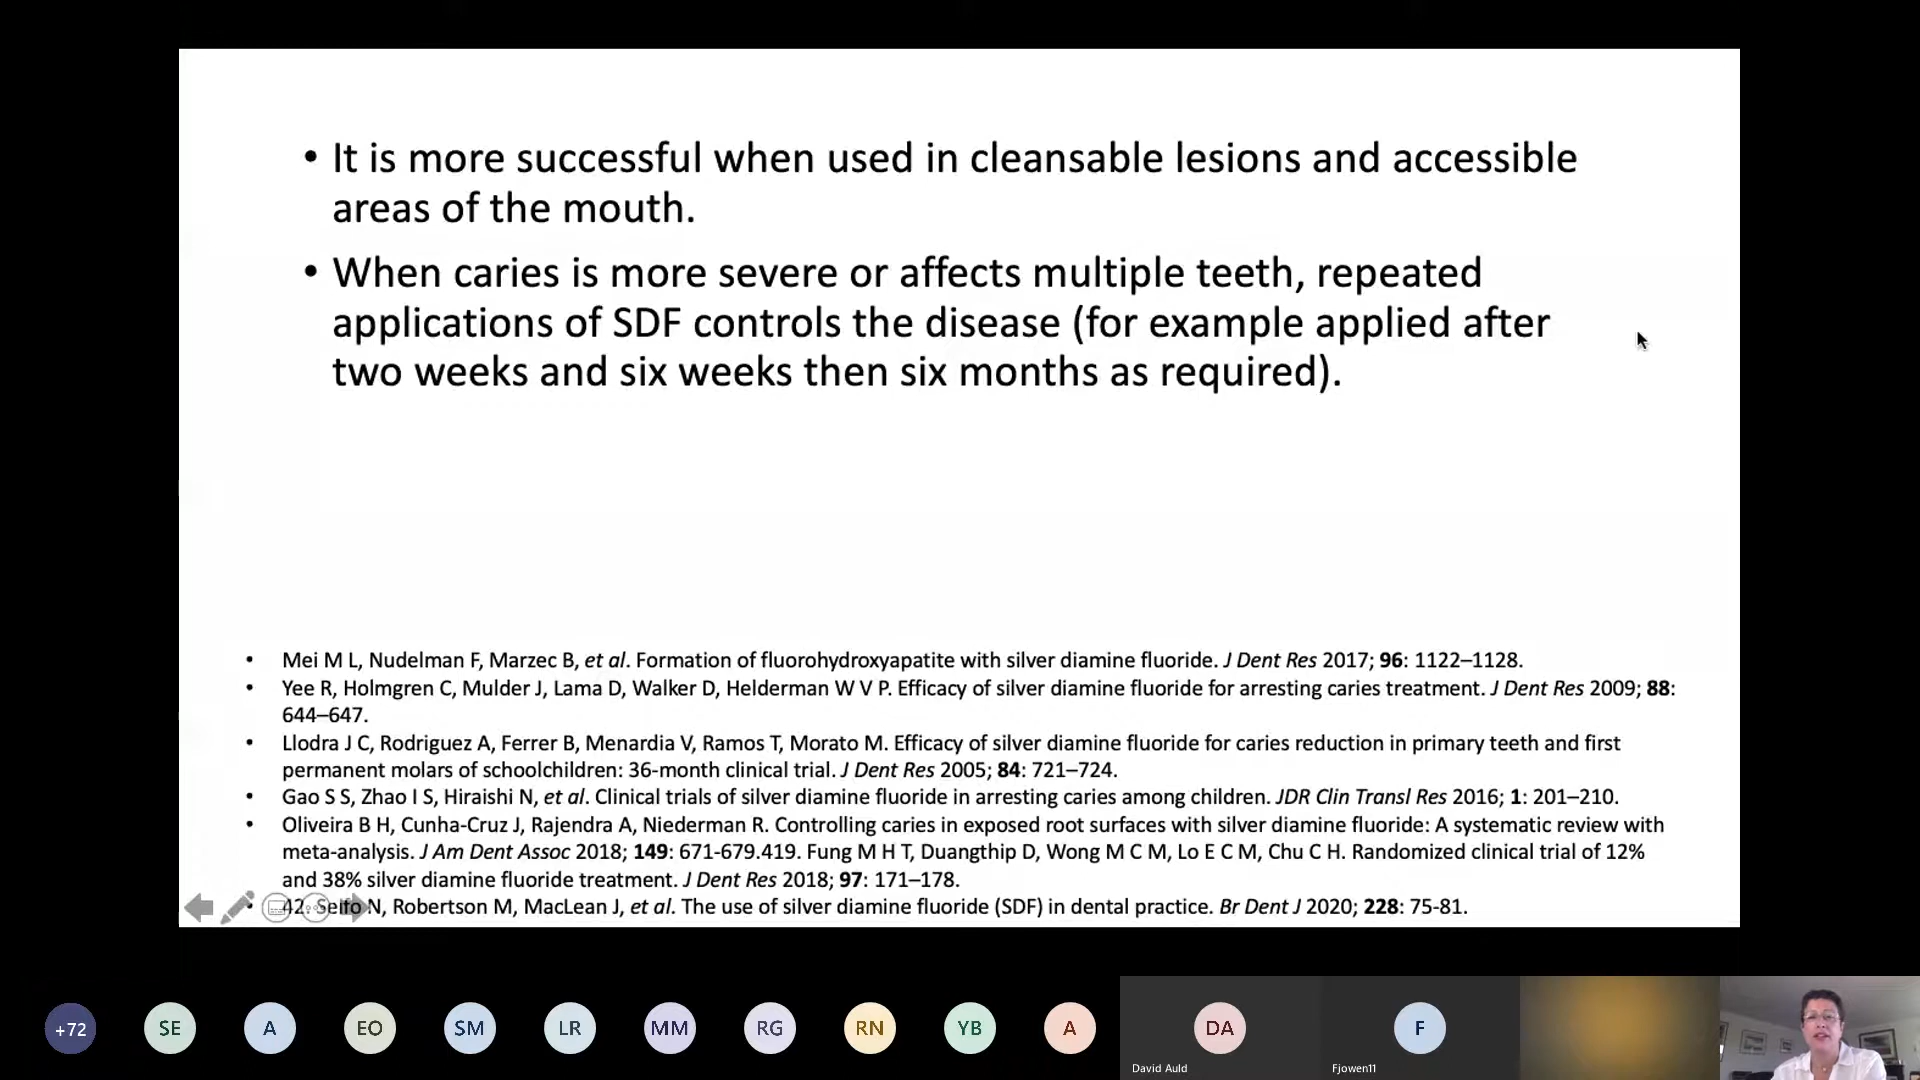 • It is more successful when used in cleansable lesions and accessible
areas of the mouth.
• When caries is more severe or affects multiple teeth, repeated
applications of SDF controls the disease (for example applied after
two weeks and six weeks then six months as required).
• Mei M L, Nudelman F, Marzec B, et al. Formation of fluorohydroxyapatite with silver diamine fluoride. J Dent Res 2017; 96: 1122–1128.
• Yee R, Holmgren C, Mulder J, Lama D, Walker D, Helderman W V P. Efficacy of silver diamine fluoride for arresting caries treatment. J Dent Res 2009; 88:
644–647.
• Llodra J C, Rodriguez A, Ferrer B, Menardia V, Ramos T, Morato M. Efficacy of silver diamine fluoride for caries reduction in primary teeth and first
permanent molars of schoolchildren: 36-month clinical trial. J Dent Res 2005; 84: 721–724.
• Gao S S, Zhao I S, Hiraishi N, et al. Clinical trials of silver diamine fluoride in arresting caries among children. JDR Clin Transl Res 2016; 1: 201–210.
• Oliveira B H, Cunha-Cruz J, Rajendra A, Niederman R. Controlling caries in exposed root surfaces with silver diamine fluoride: A systematic review with
meta-analysis. J Am Dent Assoc 2018; 149: 671-679.419. Fung M H T, Duangthip D, Wong M C M, Lo E C M, Chu C H. Randomized clinical trial of 12%
and 38% silver diamine fluoride treatment. J Dent Res 2018; 97: 171–178.
• 42. Seifo N, Robertson M, MacLean J, et al. The use of silver diamine fluoride (SDF) in dental practice. Br Dent J 2020; 228: 75-81.
+72 SE A EO SM LR MM RG RN YB A DA F
David Auld Fjowen11